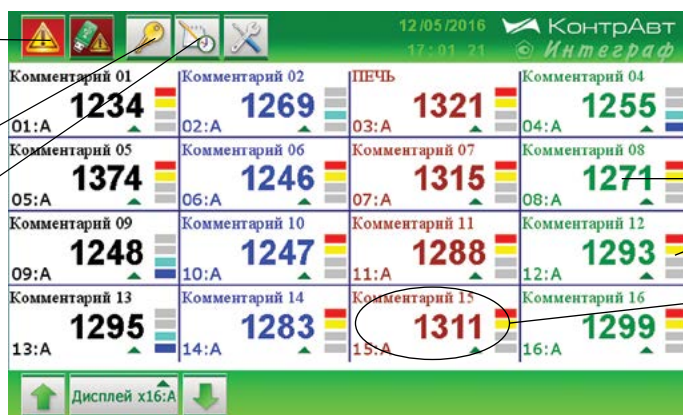 12/05/2016 КонтрАвт
17:01 21 © Интеграф
Комментарий 01 Комментарий 02 ПЕЧЬ Комментарий 04
1234 1269 1321 1255
01:A 02:A 03:A 04:A
Комментарий 05 Комментарий 06 Комментарий 07 Комментарий 08
1374 1246 1315 1271
05:A 06:A 07:A 08:A
Комментарий 09 Комментарий 10 Комментарий 11 Комментарий 12
1248 1247 1288 1293
09:A 10:A 11:A 12:A
Комментарий 13 Комментарий 14 Комментарий 15 Комментарий 16
1295 1283 1311 1299
13:A 14:A 15:A 16:A
Дисплей x16:A